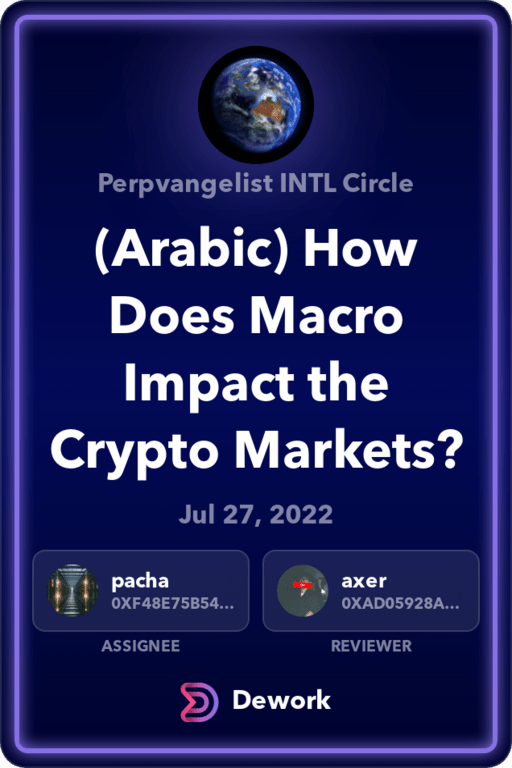 Perpvangelist INTL Circle
(Arabic) How
Does Macro
Impact the
Crypto Markets?
Jul 27, 2022
pacha
0XF48E75B54...
ASSIGNEE
axer
0XAD05928A...
REVIEWER
Dework